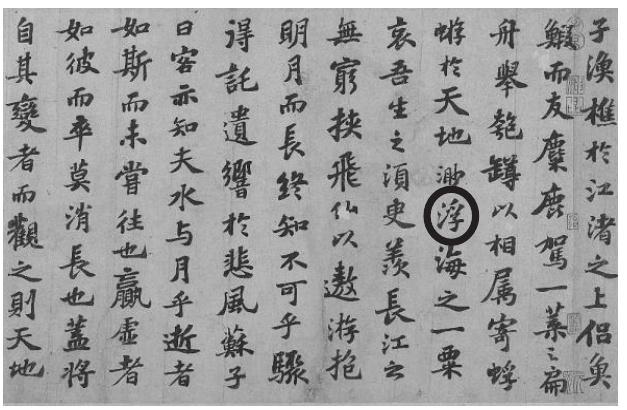 子漁樵於江渚之上侶魚
鰕而友麋鹿駕一葉之扁
舟舉匏罇以相属寄蜉
蝣於天地渺浮海之一粟
哀吾生之須臾羨長江之
無窮挾飛仙以遨游抱
明月而長終知不可乎驟
得託遺響於悲風蘇子
曰客亦知夫水与月乎逝者
如斯而未嘗往也贏虛者
如彼而卒莫消長也蓋將
自其變者而觀之則天地